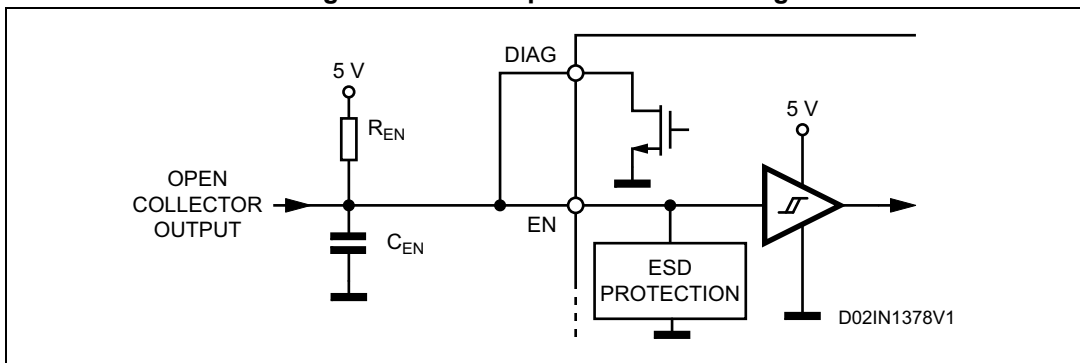 DIAG
5 V
5 V
R_EN
OPEN
COLLECTOR
OUTPUT
EN
C_EN
ESD
PROTECTION
D02IN1378V1